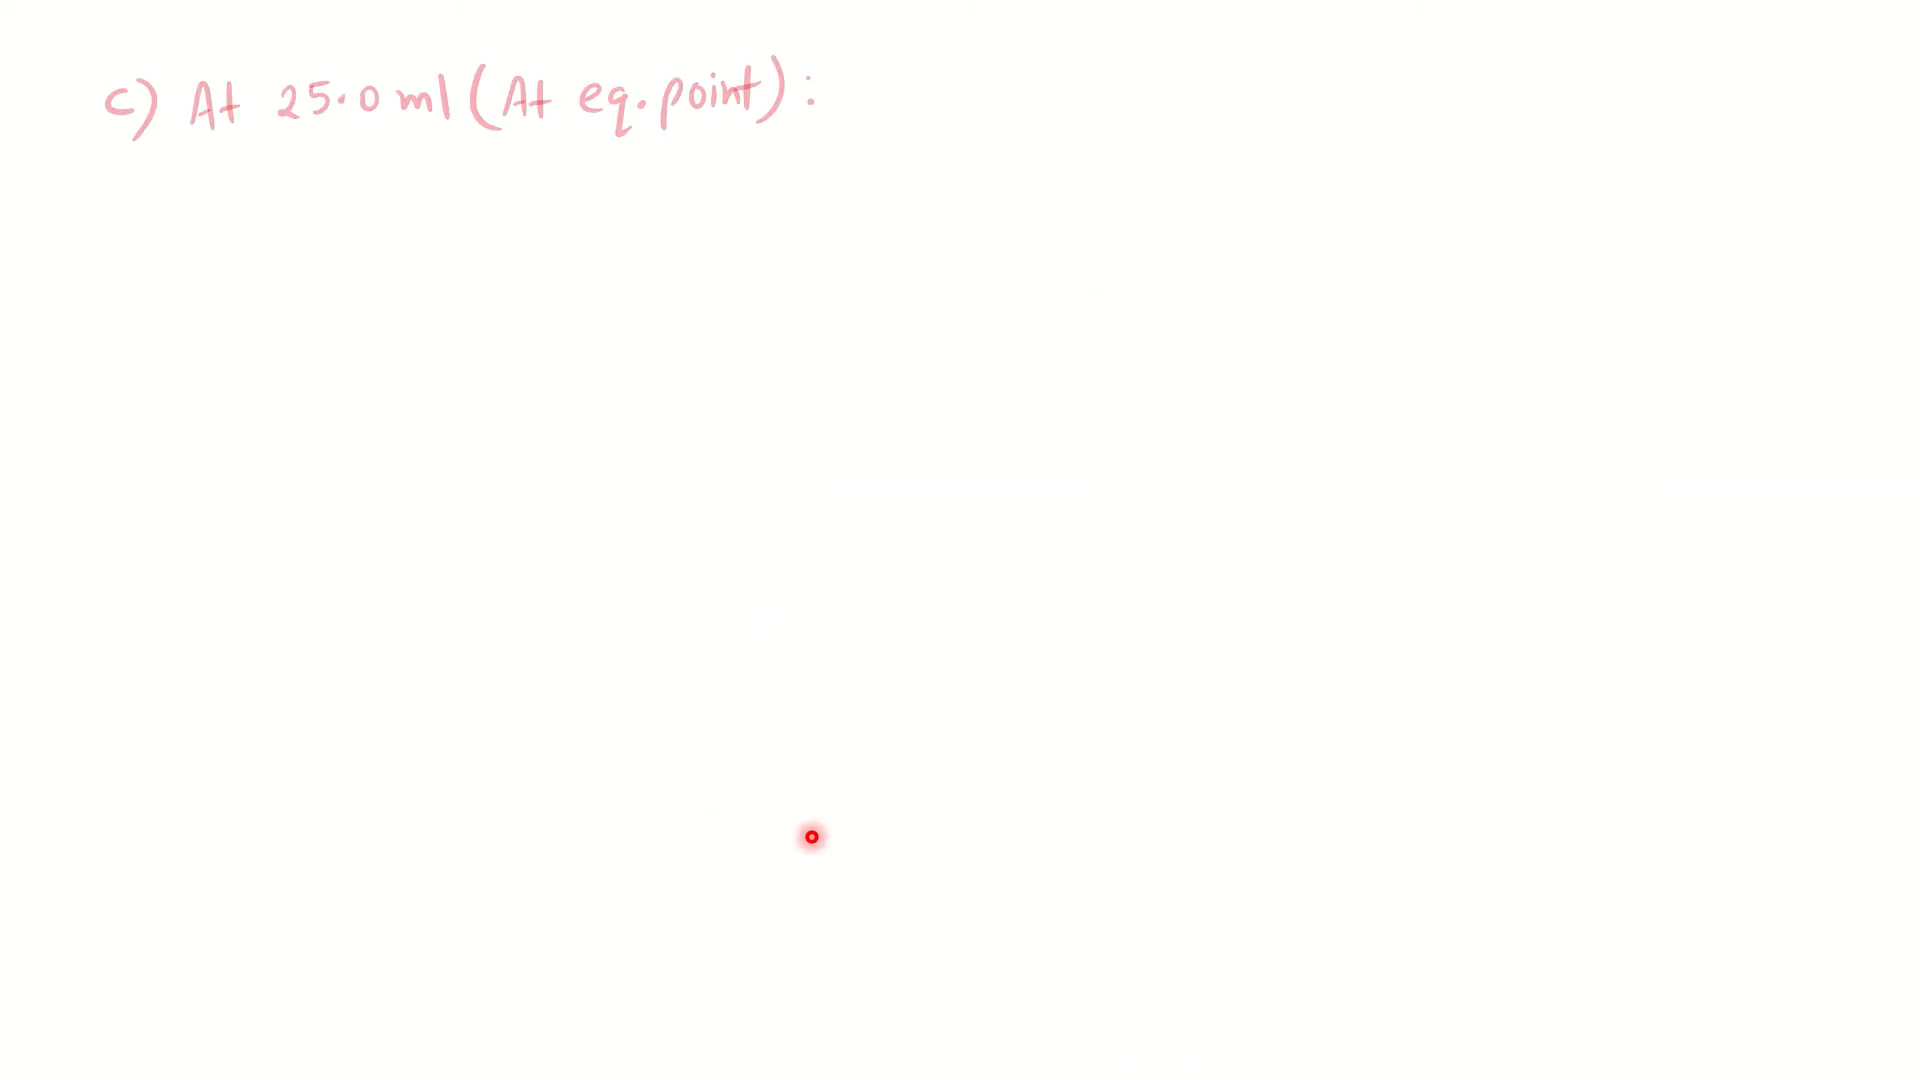 c) At 25.0 ml (At eq. point) :